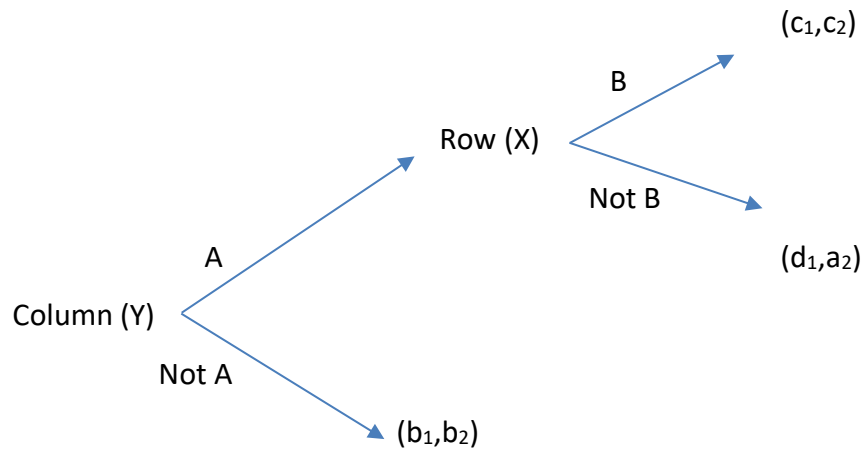 (c₁,c₂)
B
Row (X)
Not B
A
(d₁,a₂)
Column (Y)
Not A
(b₁,b₂)